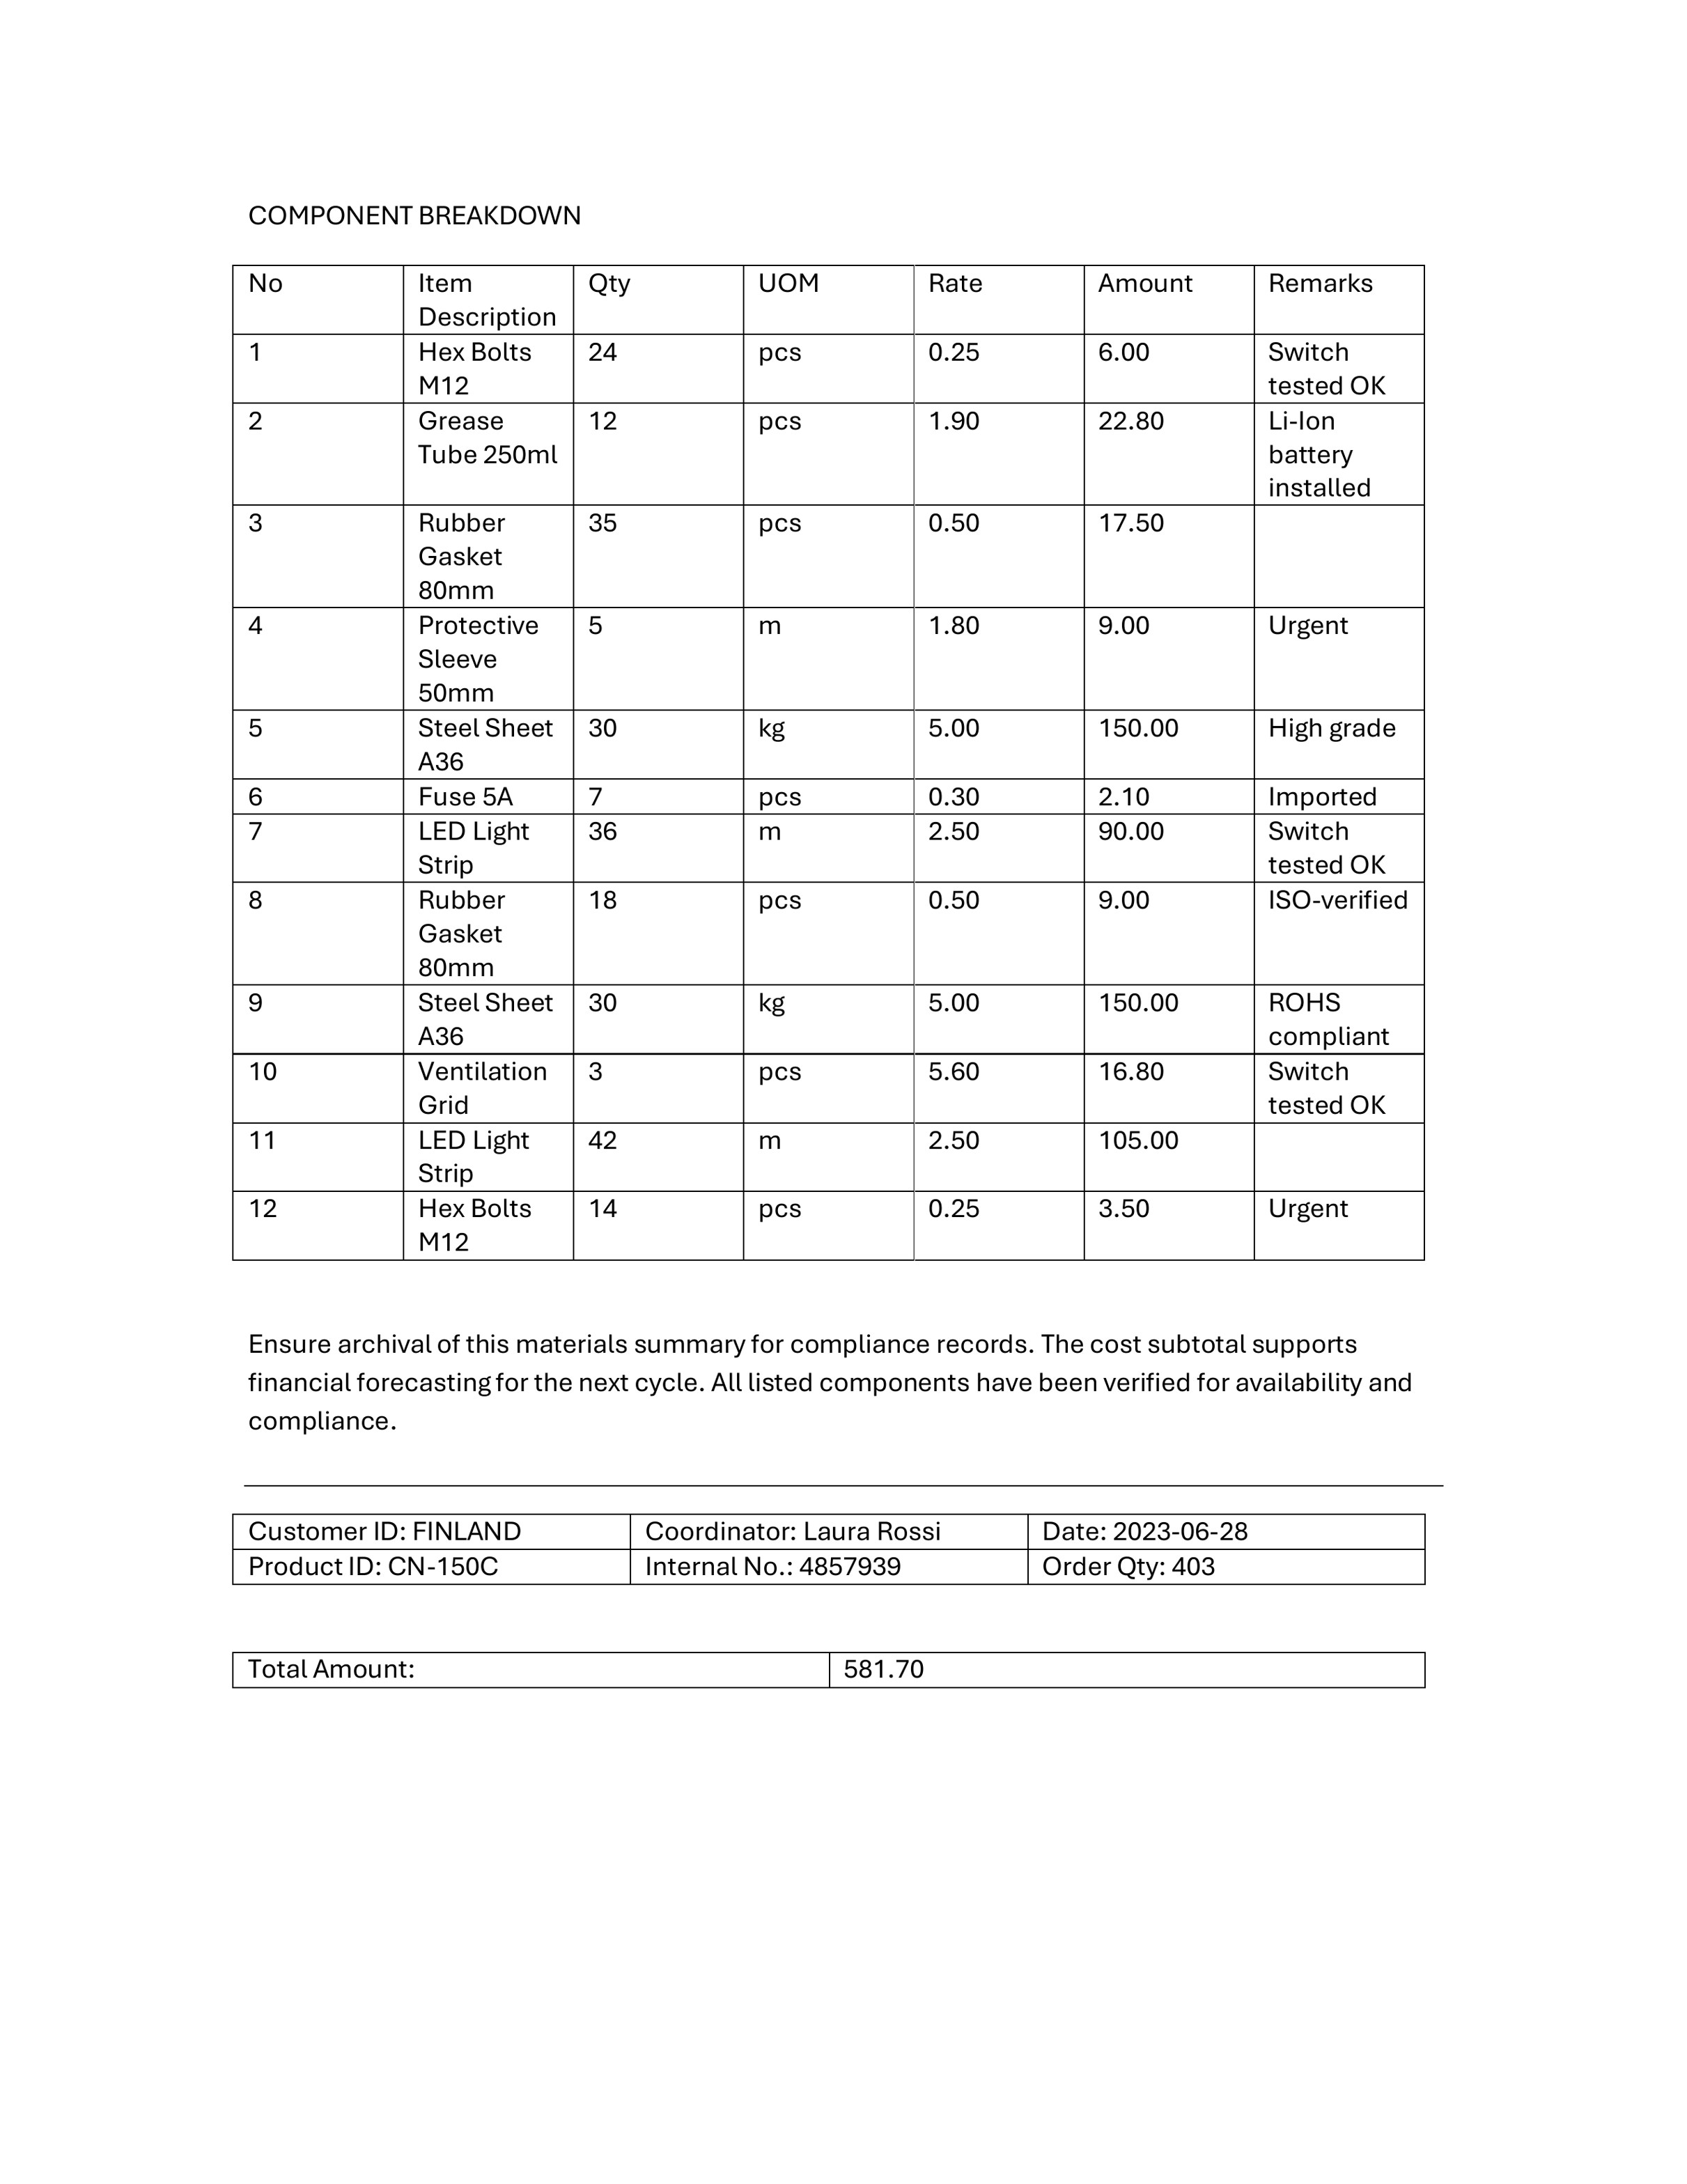 COMPONENT BREAKDOWN
No Item Description Qty UOM Rate Amount Remarks
1 Hex Bolts M12 24 pcs 0.25 6.00 Switch tested OK
2 Grease Tube 250ml 12 pcs 1.90 22.80 Li-Ion battery installed
3 Rubber Gasket 80mm 35 pcs 0.50 17.50
4 Protective Sleeve 50mm 5 m 1.80 9.00 Urgent
5 Steel Sheet A36 30 kg 5.00 150.00 High grade
6 Fuse 5A 7 pcs 0.30 2.10 Imported
7 LED Light Strip 36 m 2.50 90.00 Switch tested OK
8 Rubber Gasket 80mm 18 pcs 0.50 9.00 ISO-verified
9 Steel Sheet A36 30 kg 5.00 150.00 ROHS compliant
10 Ventilation Grid 3 pcs 5.60 16.80 Switch tested OK
11 LED Light Strip 42 m 2.50 105.00
12 Hex Bolts M12 14 pcs 0.25 3.50 Urgent
Ensure archival of this materials summary for compliance records. The cost subtotal supports
financial forecasting for the next cycle. All listed components have been verified for availability and
compliance.
Customer ID: FINLAND Coordinator: Laura Rossi Date: 2023-06-28
Product ID: CN-150C Internal No.: 4857939 Order Qty: 403
Total Amount: 581.70